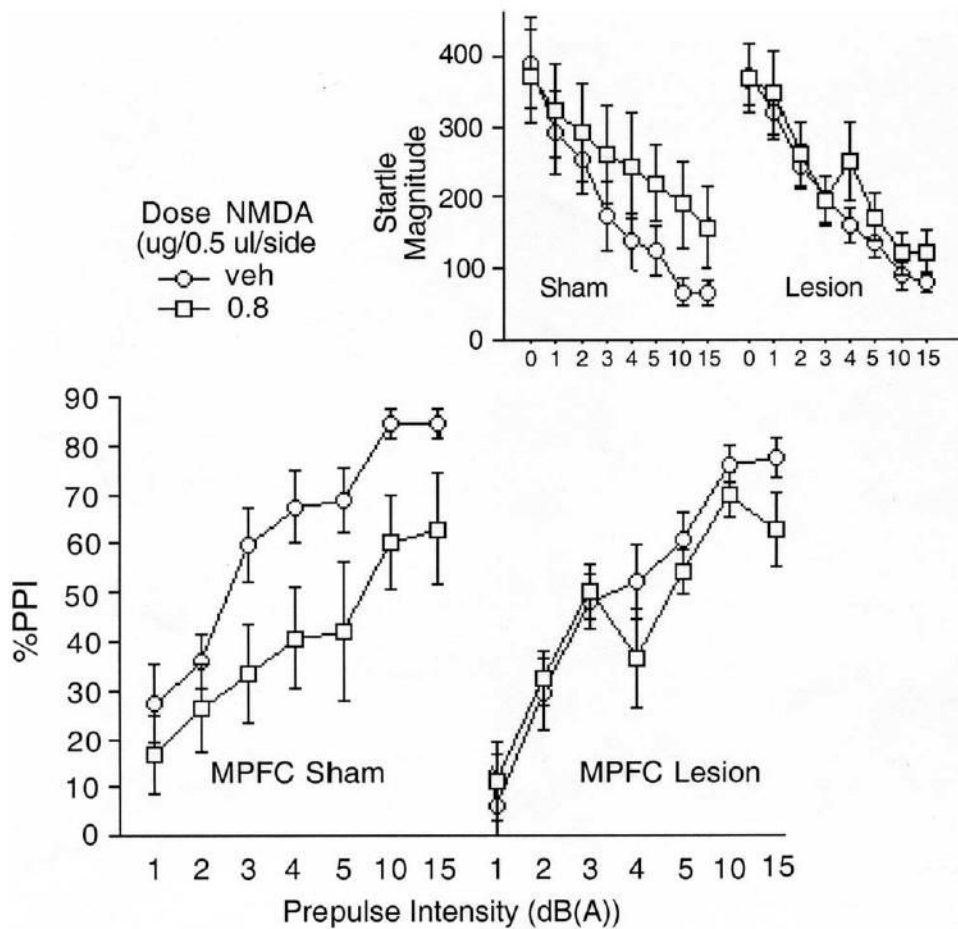 400
300
200
100
0
Startle
Magnitude
Sham
Lesion
0 1 2 3 4 5 10 15
0 1 2 3 4 5 10 15
Dose NMDA
(ug/0.5 ul/side
veh
0.8
90
80
70
60
50
40
30
20
10
0
%PPI
MPFC Sham
MPFC Lesion
1 2 3 4 5 10 15
1 2 3 4 5 10 15
Prepulse Intensity (dB(A))